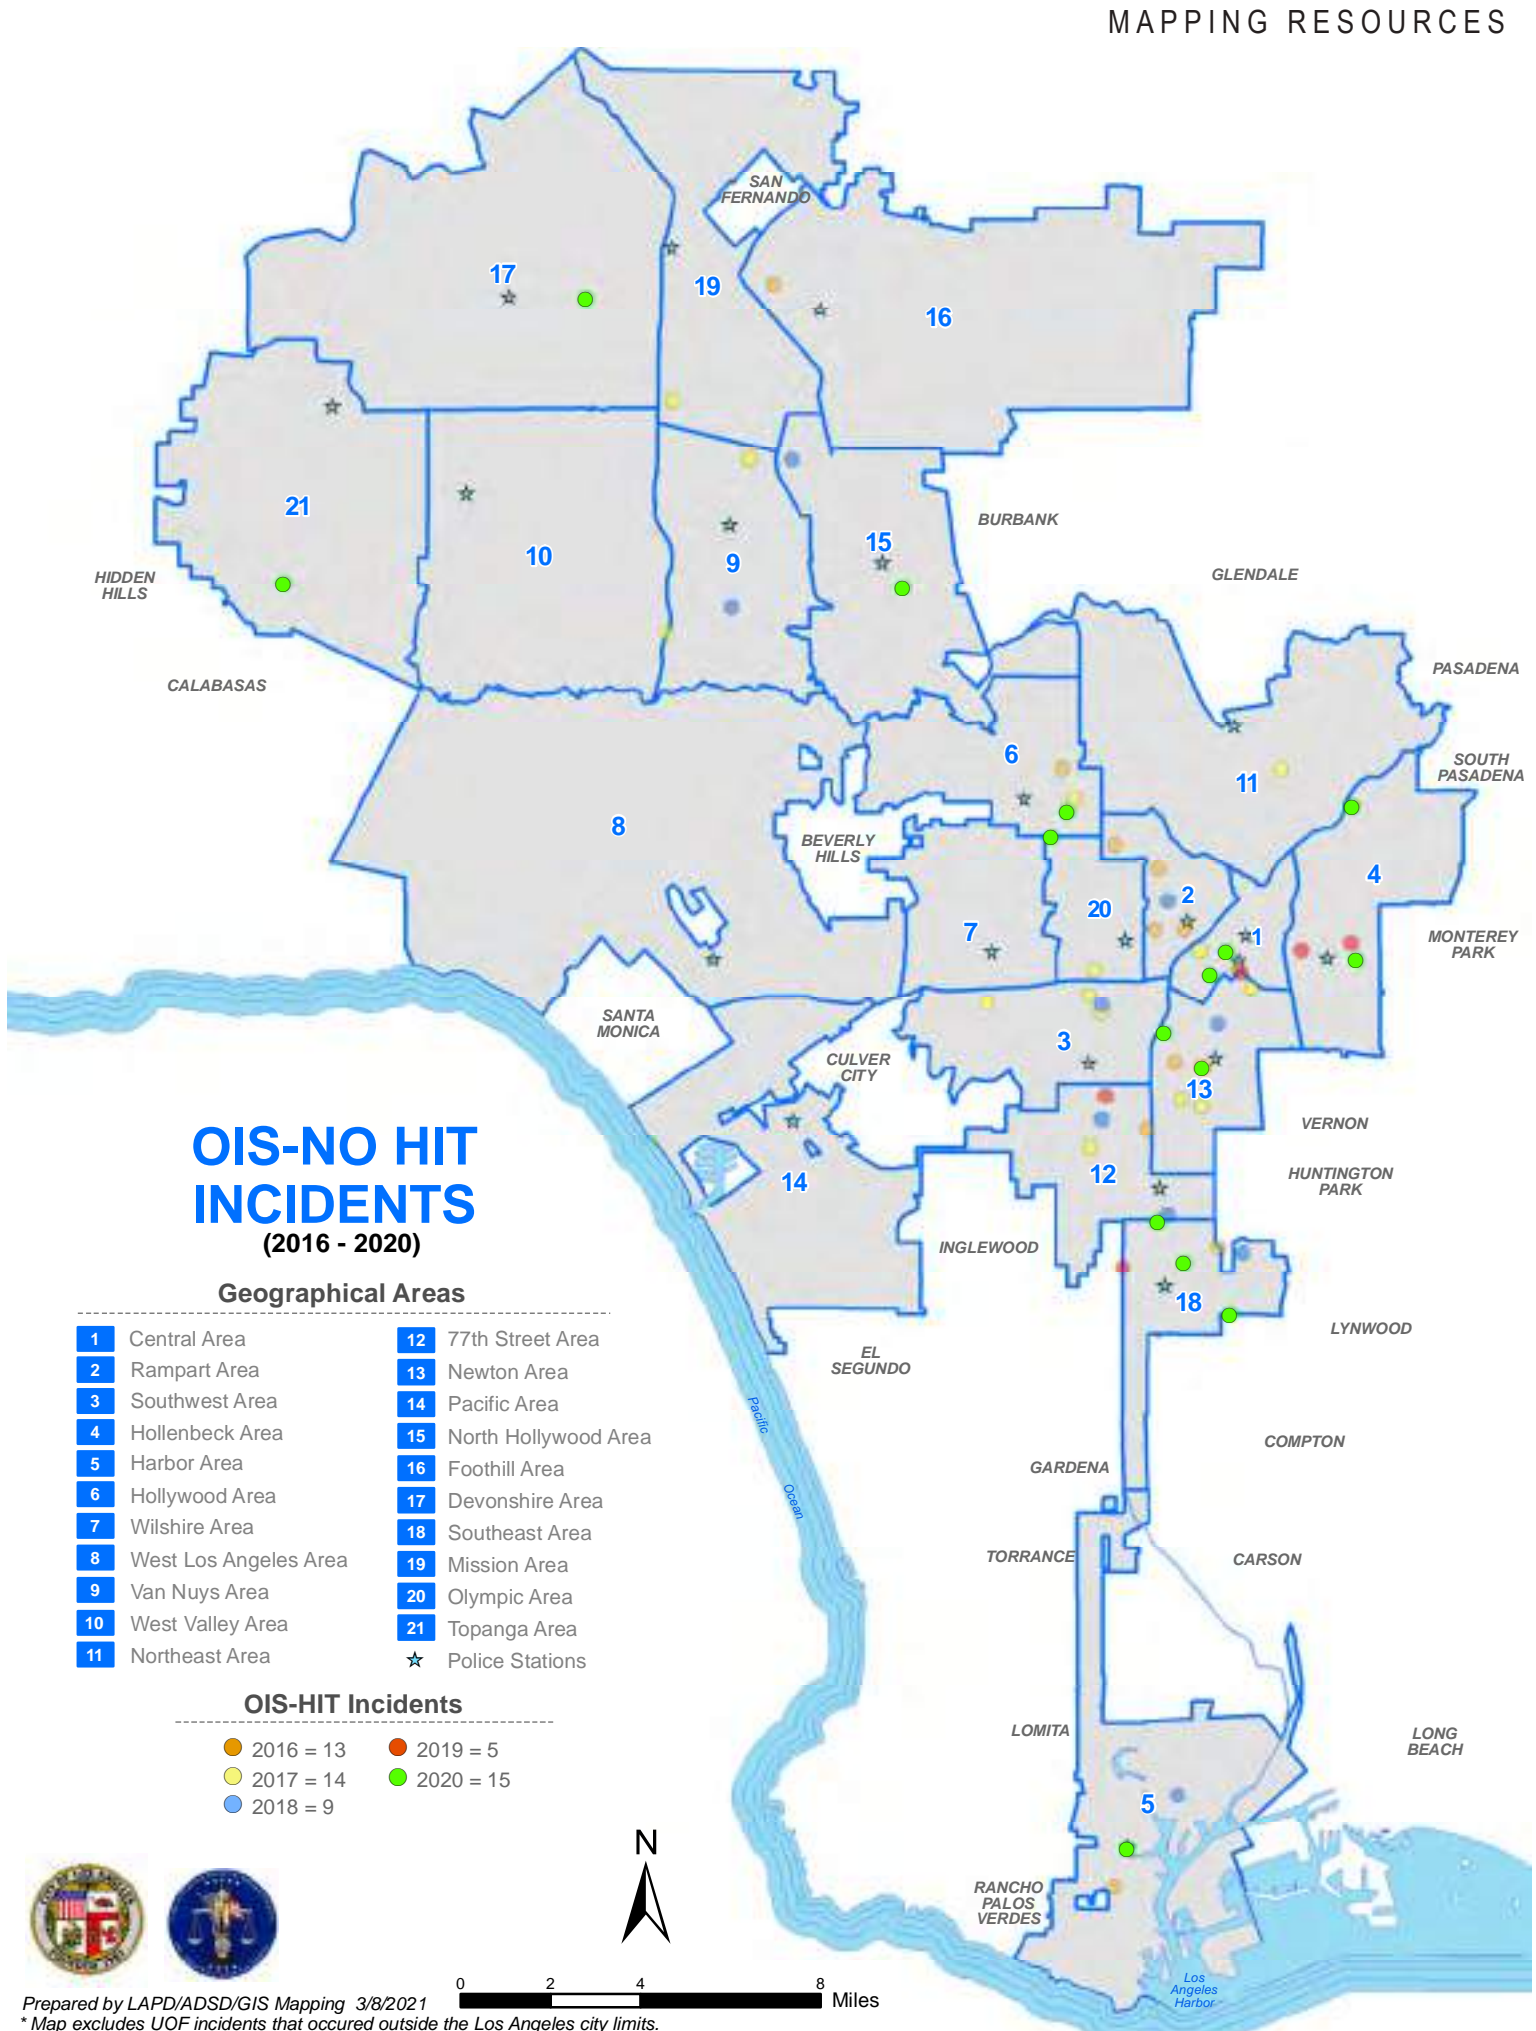 MAPPING RESOURCES
SAN
FERNANDO
17
19
16
21
10
9
15
BURBANK
GLENDALE
HIDDEN
HILLS
CALABASAS
PASADENA
6
11
SOUTH
PASADENA
8
BEVERLY
HILLS
4
2
20
7
1
MONTEREY
PARK
SANTA
MONICA
3
CULVER
CITY
13
VERNON
12
14
HUNTINGTON
PARK
INGLEWOOD
18
LYNWOOD
EL
SEGUNDO
Pacific
Ocean
COMPTON
GARDENA
TORRANCE
CARSON
LOMITA
LONG
BEACH
5
RANCHO
PALOS
VERDES
Los
Angeles
Harbor
OIS-NO HIT
INCIDENTS
(2016 - 2020)
Geographical Areas
1 Central Area
2 Rampart Area
3 Southwest Area
4 Hollenbeck Area
5 Harbor Area
6 Hollywood Area
7 Wilshire Area
8 West Los Angeles Area
9 Van Nuys Area
10 West Valley Area
11 Northeast Area
12 77th Street Area
13 Newton Area
14 Pacific Area
15 North Hollywood Area
16 Foothill Area
17 Devonshire Area
18 Southeast Area
19 Mission Area
20 Olympic Area
21 Topanga Area
Police Stations
OIS-HIT Incidents
2016 = 13
2017 = 14
2018 = 9
2019 = 5
2020 = 15
N
0 2 4 8 Miles
Prepared by LAPD/ADSD/GIS Mapping 3/8/2021
* Map excludes UOF incidents that occured outside the Los Angeles city limits.